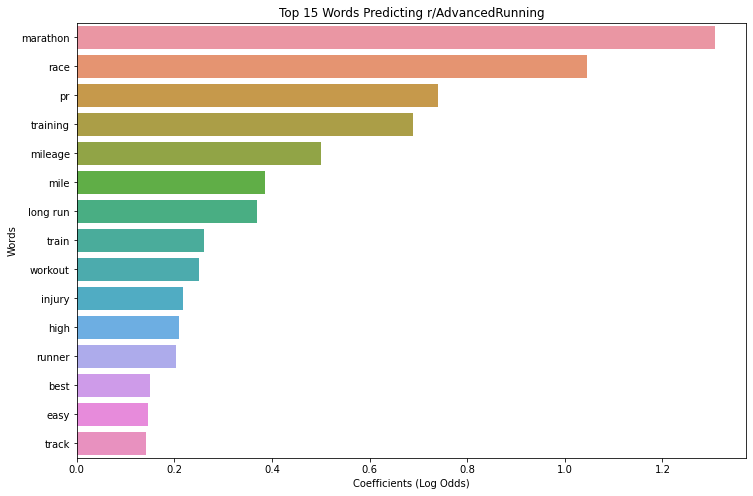 Top 15 Words Predicting r/AdvancedRunning
marathon
race
pr
training
mileage
mile
long run
train
workout
injury
high
runner
best
easy
track
Words
0.0 0.2 0.4 0.6 0.8 1.0 1.2
Coefficients (Log Odds)